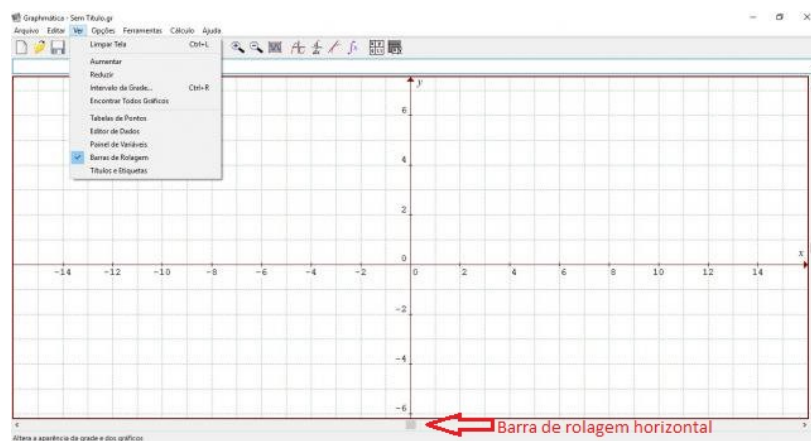 Graphmática - Sem Título.gr
Arquivo Editar Ver Opções Ferramentas Cálculo Ajuda
Limpar Tela Ctrl+L
Aumentar
Reduzir
Intervalo da Grade... Ctrl+R
Encontrar Todos Gráficos
Tabelas de Pontos
Editor de Dados
Painel de Variáveis
Barras de Rolagem
Títulos e Etiquetas
y
6
4
2
0
x
-14 -12 -10 -8 -6 -4 -2 0 2 4 6 8 10 12 14
-2
-4
-6
Barra de rolagem horizontal
Altera a aparência da grade e dos gráficos